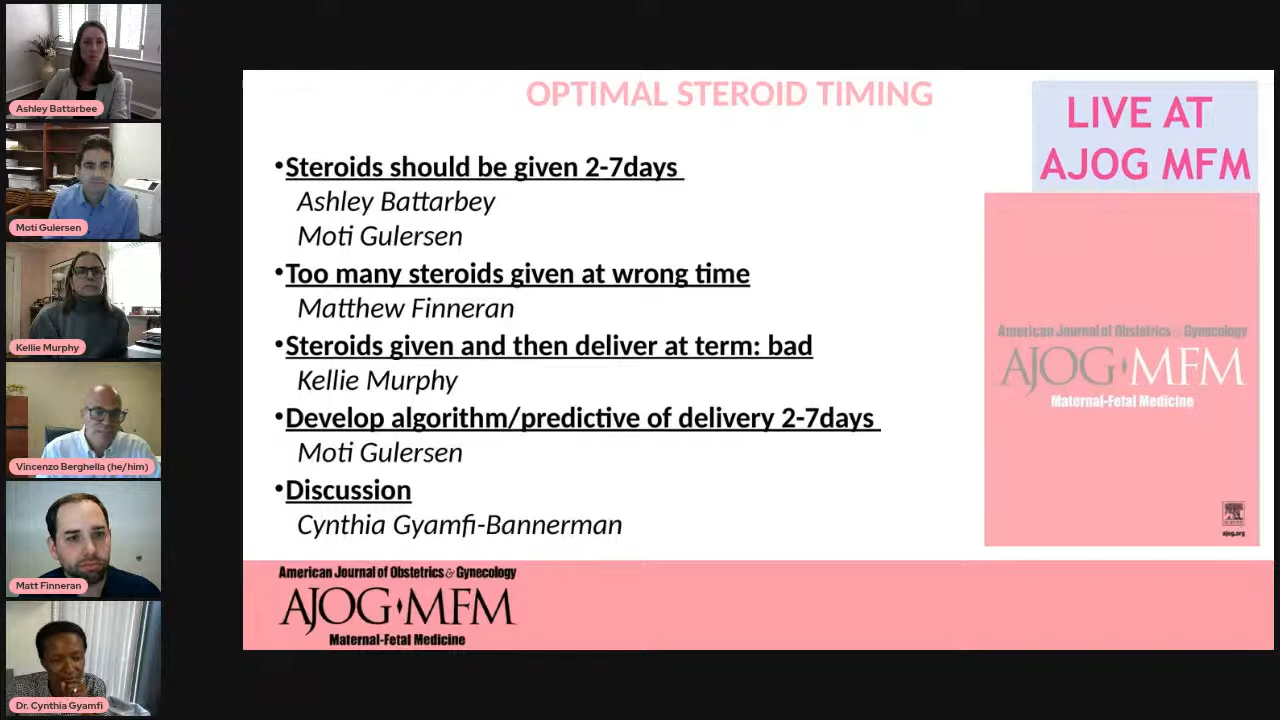 Ashley Battarbee
Moti Gulersen
Kellie Murphy
Vincenzo Berghella (he/him)
Matt Finneran
Dr. Cynthia Gyamfi
OPTIMAL STEROID TIMING
•Steroids should be given 2-7days
Ashley Battarbey
Moti Gulersen
•Too many steroids given at wrong time
Matthew Finneran
•Steroids given and then deliver at term: bad
Kellie Murphy
•Develop algorithm/predictive of delivery 2-7days
Moti Gulersen
•Discussion
Cynthia Gyamfi-Bannerman
LIVE AT
AJOG MFM
American Journal of Obstetrics & Gynecology
AJOG MFM
Maternal-Fetal Medicine
ajog.org
American Journal of Obstetrics & Gynecology
AJOG MFM
Maternal-Fetal Medicine